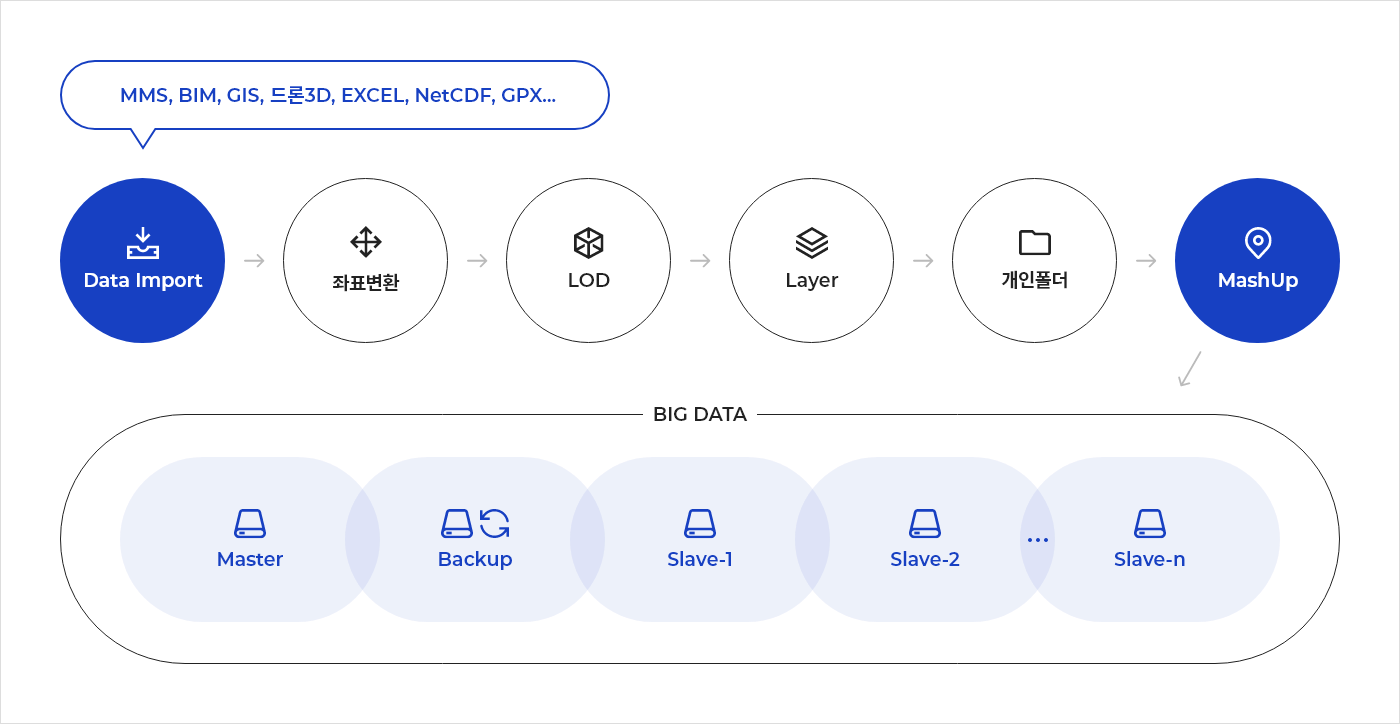 MMS, BIM, GIS, 드론3D, EXCEL, NetCDF, GPX...
Data Import
좌표변환
LOD
Layer
개인폴더
MashUp
BIG DATA
Master
Backup
Slave-1
Slave-2
...
Slave-n